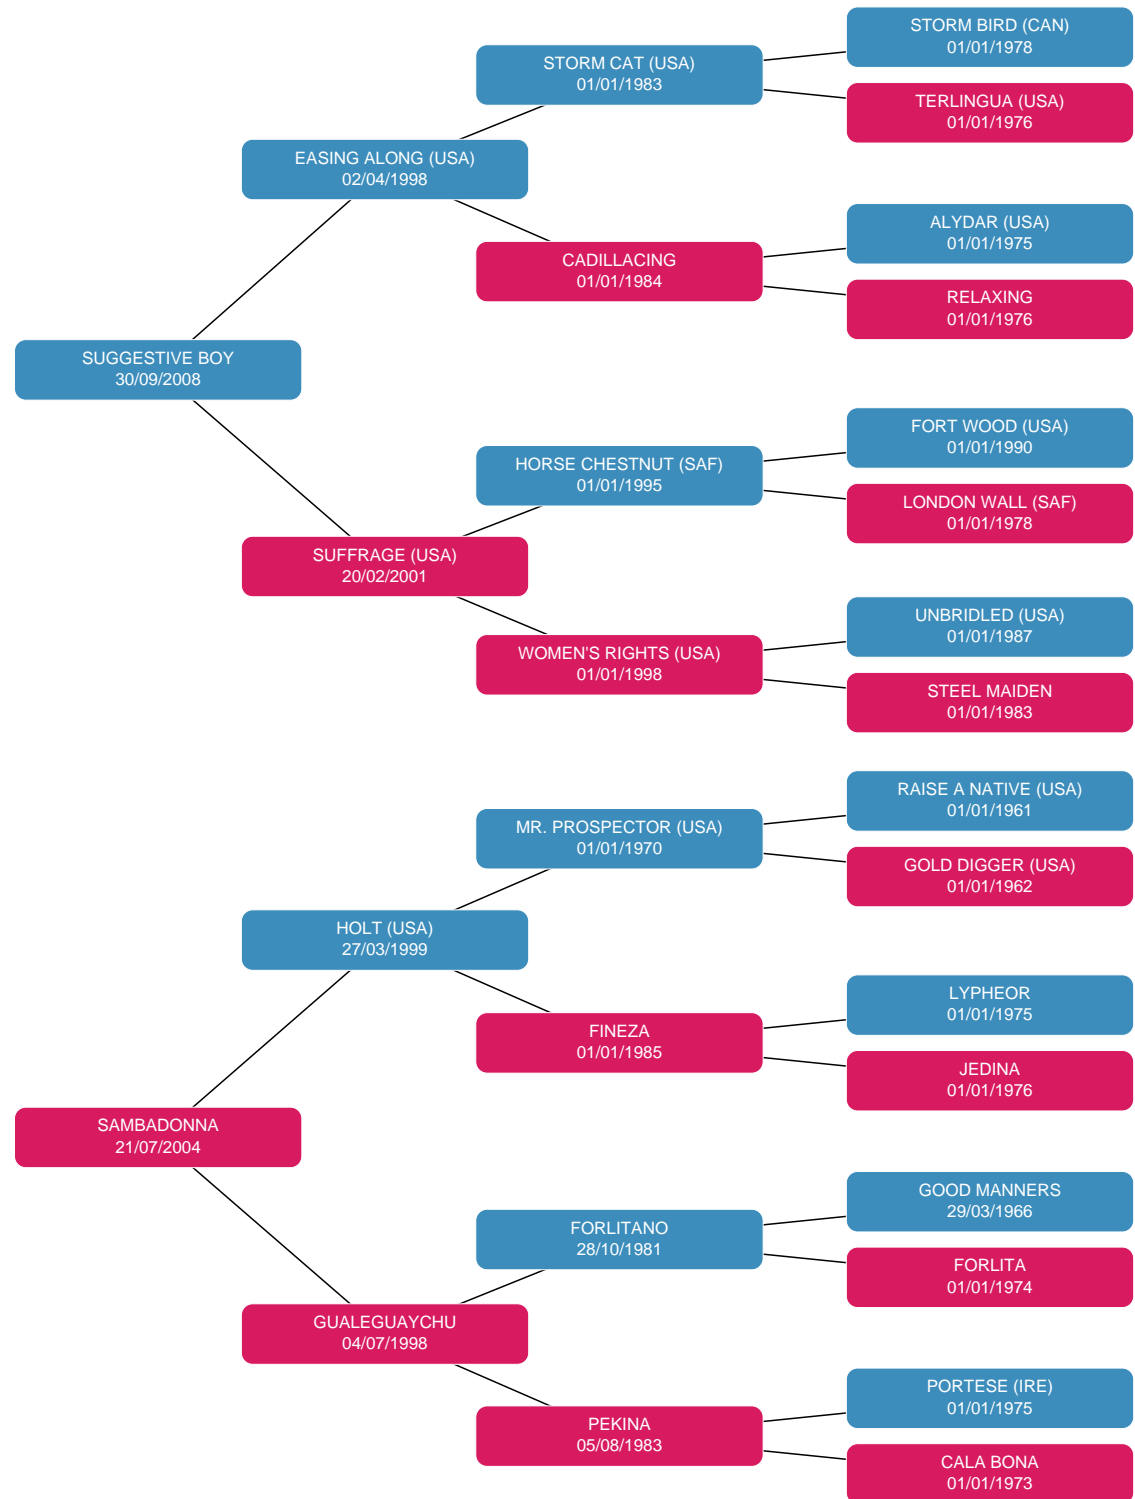 STORM BIRD (CAN)
01/01/1978
STORM CAT (USA)
01/01/1983
TERLINGUA (USA)
01/01/1976
EASING ALONG (USA)
02/04/1998
ALYDAR (USA)
01/01/1975
CADILLACING
01/01/1984
RELAXING
01/01/1976
SUGGESTIVE BOY
30/09/2008
FORT WOOD (USA)
01/01/1990
HORSE CHESTNUT (SAF)
01/01/1995
LONDON WALL (SAF)
01/01/1978
SUFFRAGE (USA)
20/02/2001
UNBRIDLED (USA)
01/01/1987
WOMEN'S RIGHTS (USA)
01/01/1998
STEEL MAIDEN
01/01/1983
RAISE A NATIVE (USA)
01/01/1961
MR. PROSPECTOR (USA)
01/01/1970
GOLD DIGGER (USA)
01/01/1962
HOLT (USA)
27/03/1999
LYPHEOR
01/01/1975
FINEZA
01/01/1985
JEDINA
01/01/1976
SAMBADONNA
21/07/2004
GOOD MANNERS
29/03/1966
FORLITANO
28/10/1981
FORLITA
01/01/1974
GUALEGUAYCHU
04/07/1998
PORTESE (IRE)
01/01/1975
PEKINA
05/08/1983
CALA BONA
01/01/1973